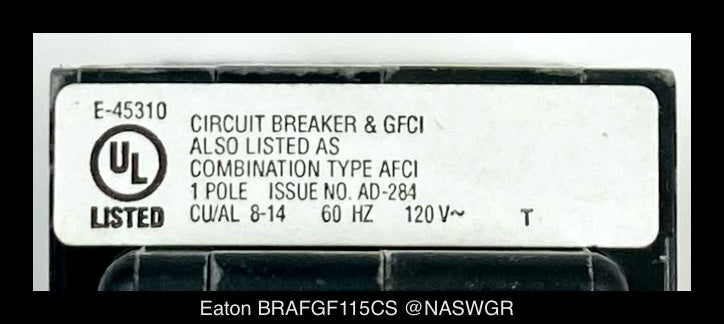 E-45310
UL
LISTED
CIRCUIT BREAKER & GFCI
ALSO LISTED AS
COMBINATION TYPE AFCI
1 POLE ISSUE NO. AD-284
CU/AL 8-14 60 HZ 120 V~ T
Eaton BRAFGF115CS @NASWGR